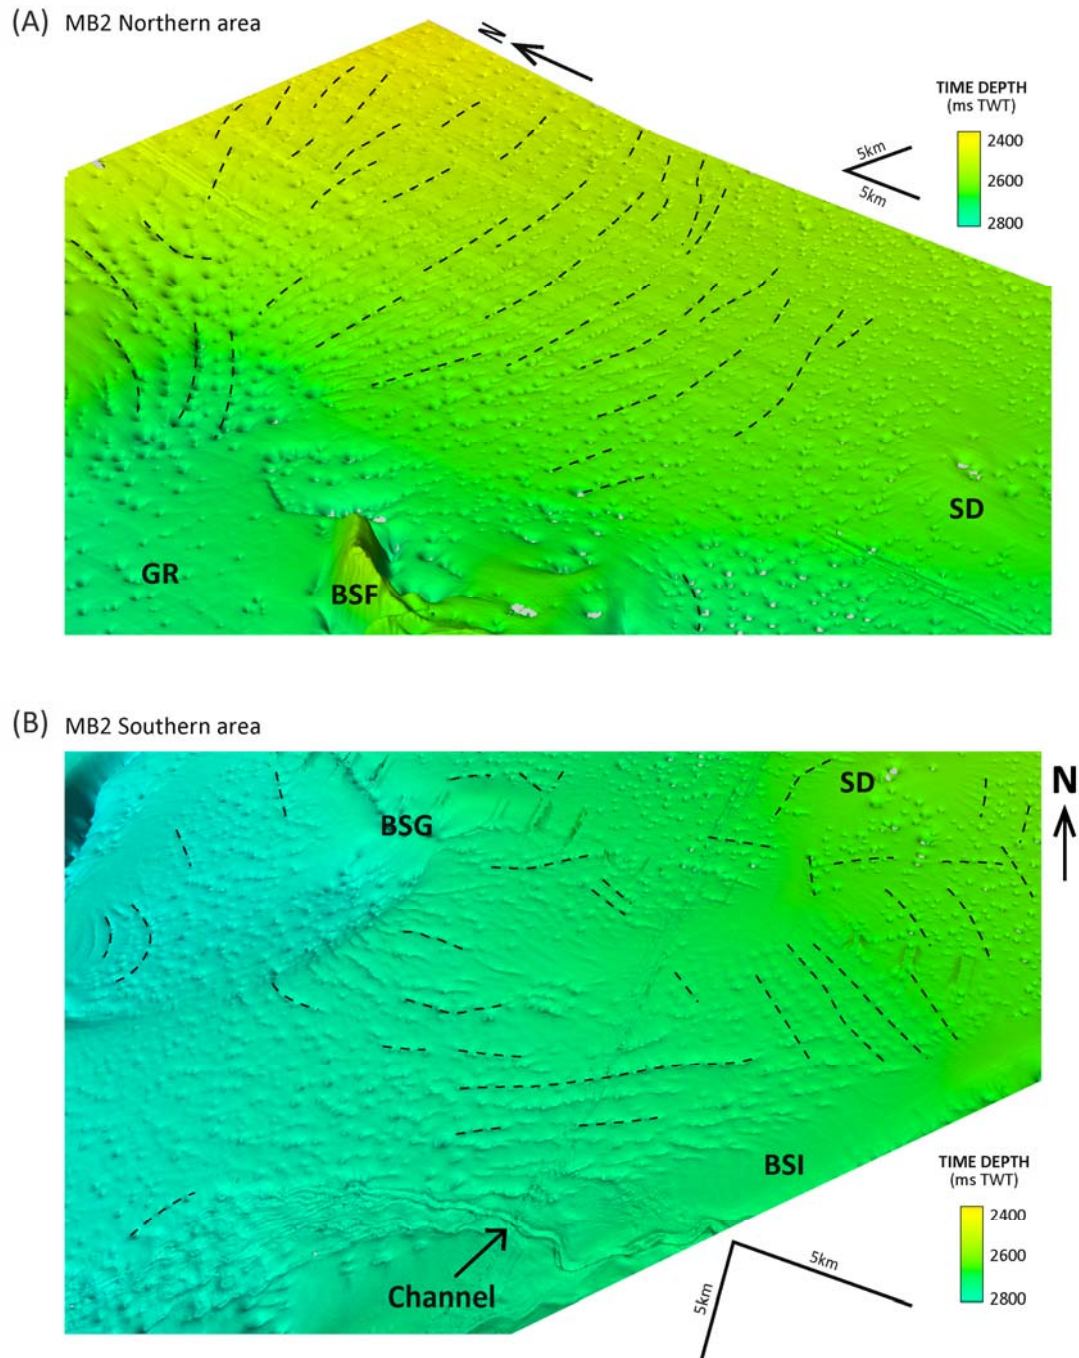 (A) MB2 Northern area
N
TIME DEPTH
(ms TWT)
2400
2600
2800
5km
5km
SD
GR
BSF
(B) MB2 Southern area
N
SD
BSG
BSI
Channel
TIME DEPTH
(ms TWT)
2400
2600
2800
5km
5km